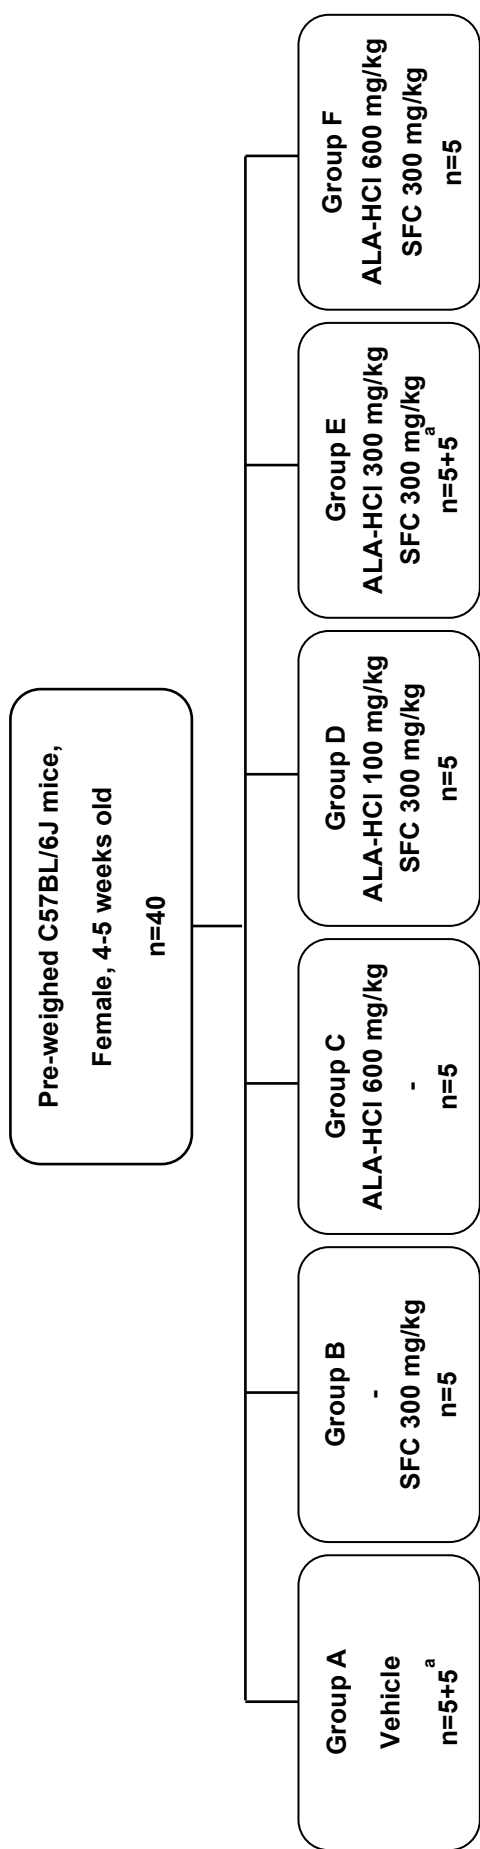 Pre-weighed C57BL/6J mice,
Female, 4-5 weeks old
n=40
Group A
Vehicle
n=5+5a
Group B
-
SFC 300 mg/kg
n=5
Group C
ALA-HCl 600 mg/kg
-
n=5
Group D
ALA-HCl 100 mg/kg
SFC 300 mg/kg
n=5
Group E
ALA-HCl 300 mg/kg
SFC 300 mg/kg
n=5+5a
Group F
ALA-HCl 600 mg/kg
SFC 300 mg/kg
n=5